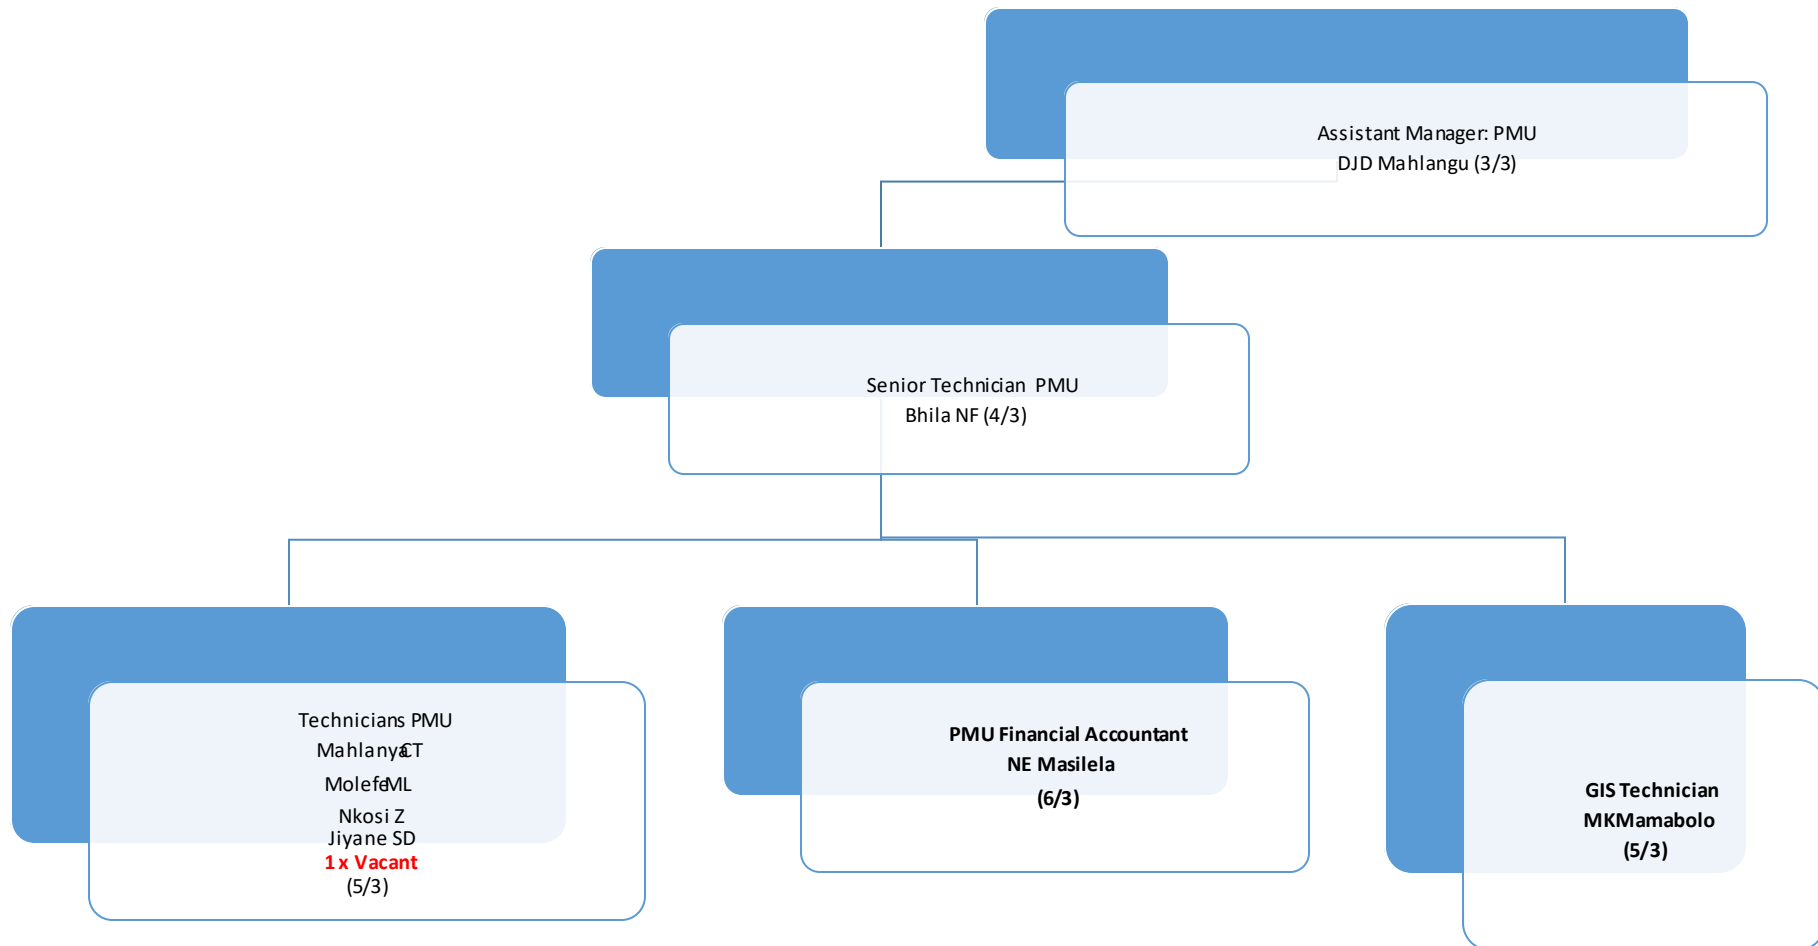 Assistant Manager: PMU
DJD Mahlangu (3/3)
Senior Technician PMU
Bhila NF (4/3)
Technicians PMU
Mahlanya CT
Molefe ML
Nkosi Z
Jiyane SD
1 x Vacant
(5/3)
PMU Financial Accountant
NE Masilela
(6/3)
GIS Technician
MKMamabolo
(5/3)